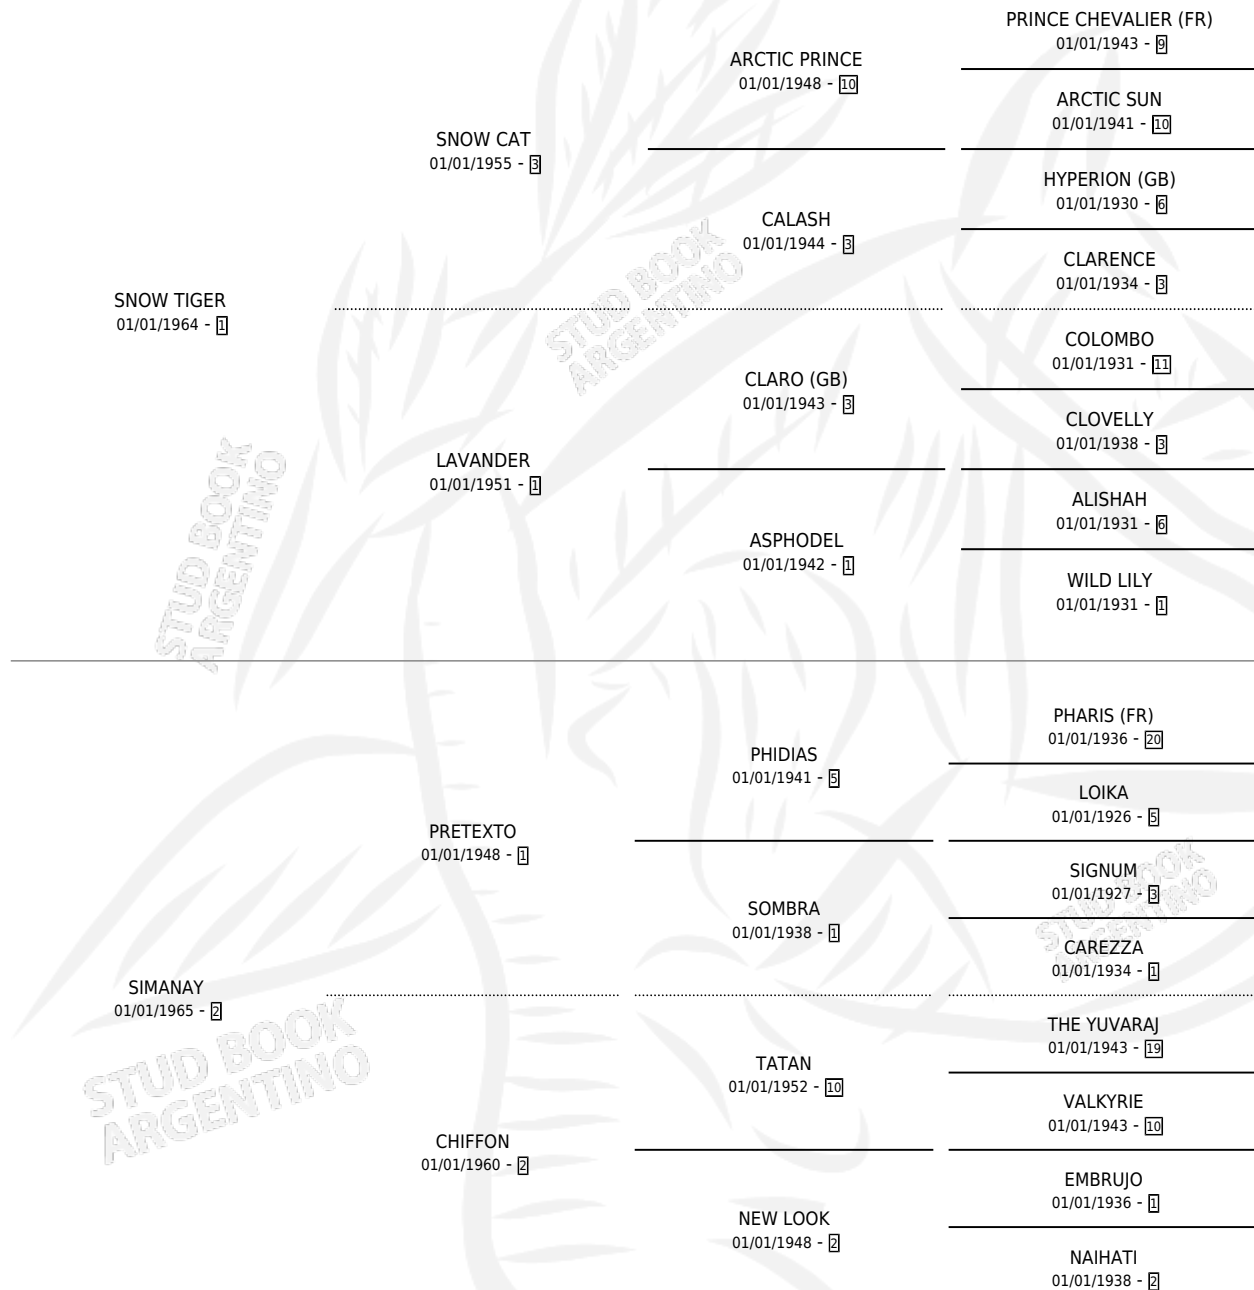 PRINCE CHEVALIER (FR)
01/01/1943 - 9
ARCTIC PRINCE
01/01/1948 - 10
ARCTIC SUN
01/01/1941 - 10
SNOW CAT
01/01/1955 - 3
HYPERION (GB)
01/01/1930 - 6
CALASH
01/01/1944 - 3
CLARENCE
01/01/1934 - 3
SNOW TIGER
01/01/1964 - 1
COLOMBO
01/01/1931 - 11
CLARO (GB)
01/01/1943 - 3
CLOVELLY
01/01/1938 - 3
LAVANDER
01/01/1951 - 1
ALISHAH
01/01/1931 - 6
ASPHODEL
01/01/1942 - 1
WILD LILY
01/01/1931 - 1
PHARIS (FR)
01/01/1936 - 20
PHIDIAS
01/01/1941 - 5
LOIKA
01/01/1926 - 5
PRETEXTO
01/01/1948 - 1
SIGNUM
01/01/1927 - 3
SOMBRA
01/01/1938 - 1
CAREZZA
01/01/1934 - 1
SIMANAY
01/01/1965 - 2
THE YUVARAJ
01/01/1943 - 19
TATAN
01/01/1952 - 10
VALKYRIE
01/01/1943 - 10
CHIFFON
01/01/1960 - 2
EMBRUJO
01/01/1936 - 1
NEW LOOK
01/01/1948 - 2
NAIHATI
01/01/1938 - 2
STUD BOOK
ARGENTINO
STUD BOOK
ARGENTINO
STUD BOOK
ARGENTINO
STUD BOOK
ARGENTINO